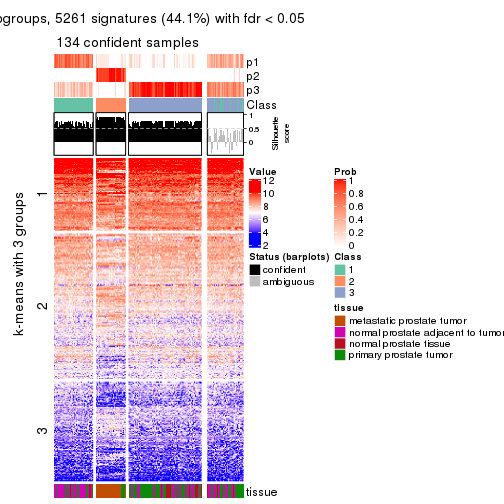 ogroups, 5261 signatures (44.1%) with fdr < 0.05
134 confident samples
p1
p2
p3
Class
1
0.5
0
Silhouette
score
k-means with 3 groups
1
2
3
Value
12
10
8
6
4
2
Prob
1
0.8
0.6
0.4
0.2
0
Status (barplots)
confident
ambiguous
Class
1
2
3
tissue
metastatic prostate tumor
normal prostate adjacent to tumor
normal prostate tissue
primary prostate tumor
tissue